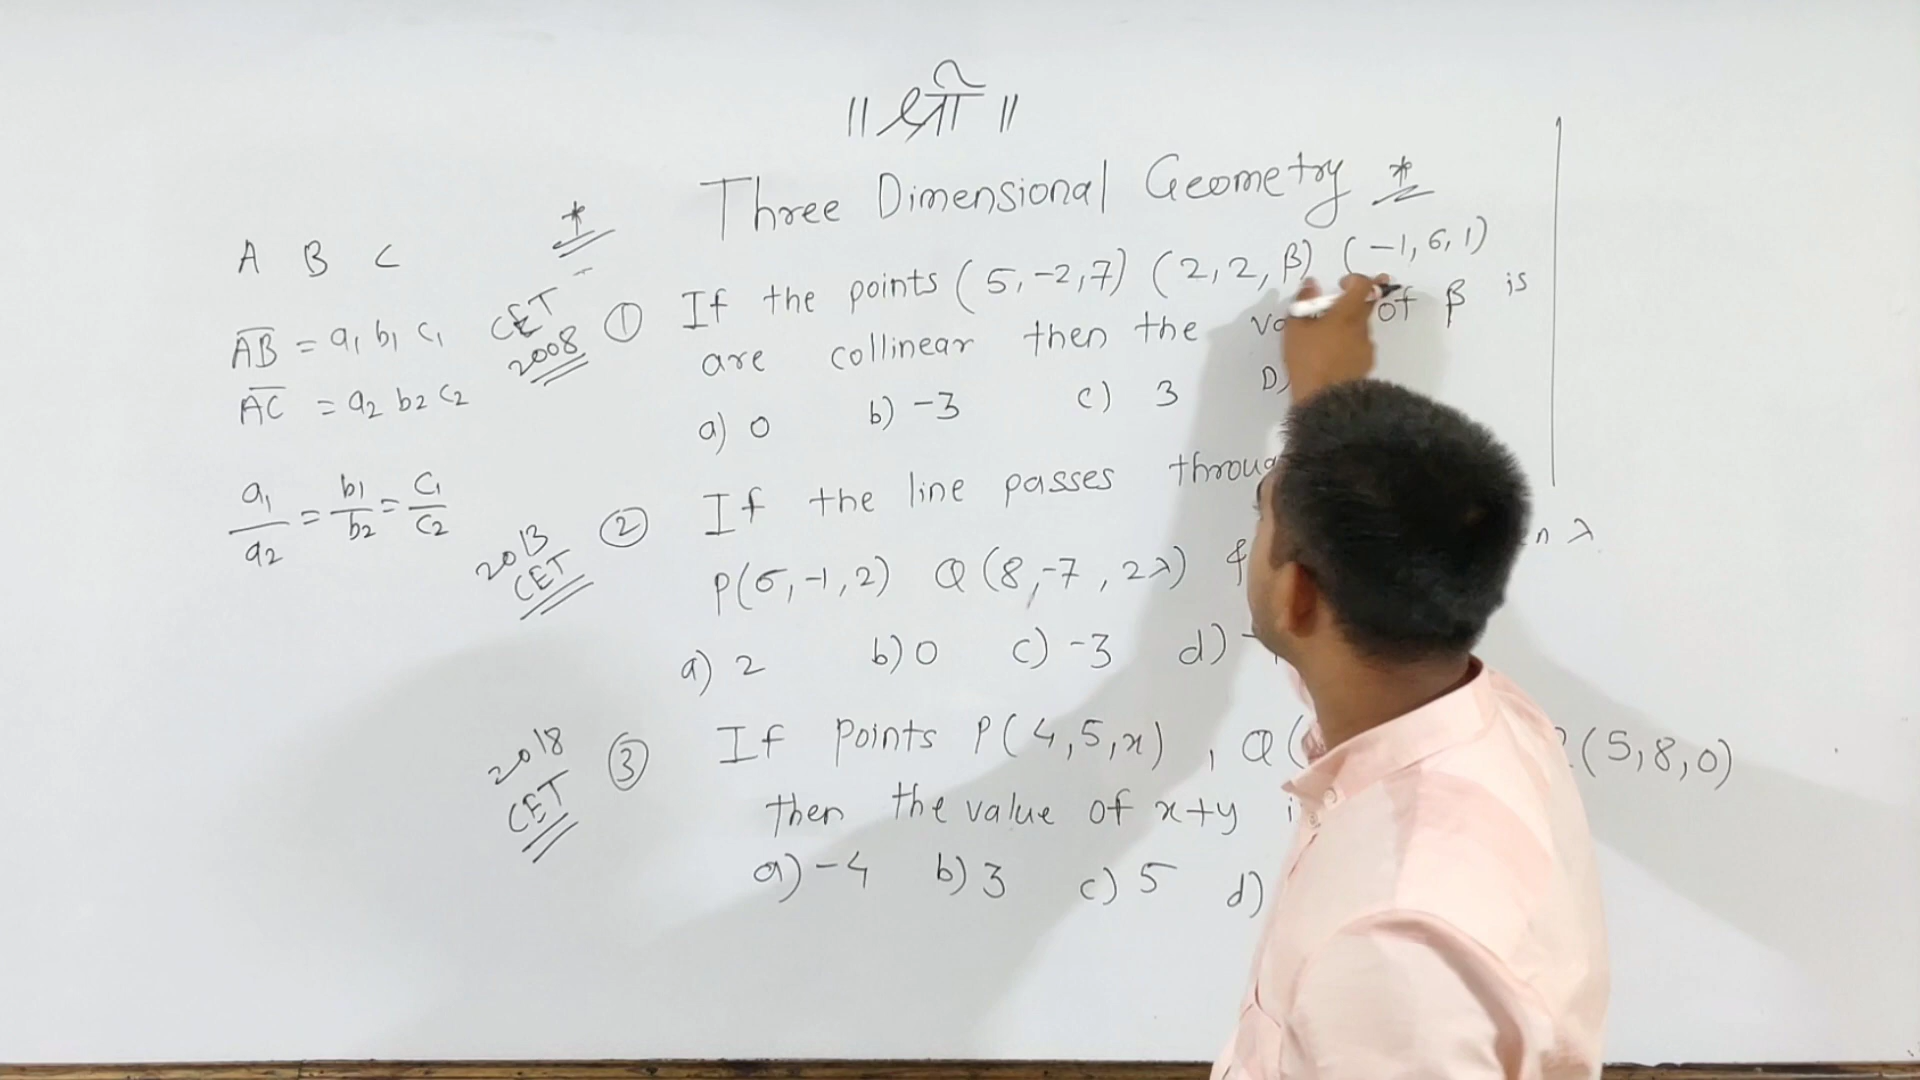 ॥ श्री ॥
* Three Dimensional Geometry *
A B C
A̅B̅ = a₁ b₁ c₁
A̅C̅ = a₂ b₂ c₂
a₁/a₂ = b₁/b₂ = c₁/c₂
CET 2008
① If the points (5,-2,7) (2,2,β) (-1,6,1)
are collinear then the of β is
a) 0 b) -3 c) 3 D)
2013 CET
② If the line passes
P(5,-1,2) Q(8,-7,2λ) & λ
a) 2 b) 0 c) -3 d)
2018 CET
③ If Points P(4,5,x) , Q( (5,8,0)
then the value of x+y
a) -4 b) 3 c) 5 d)